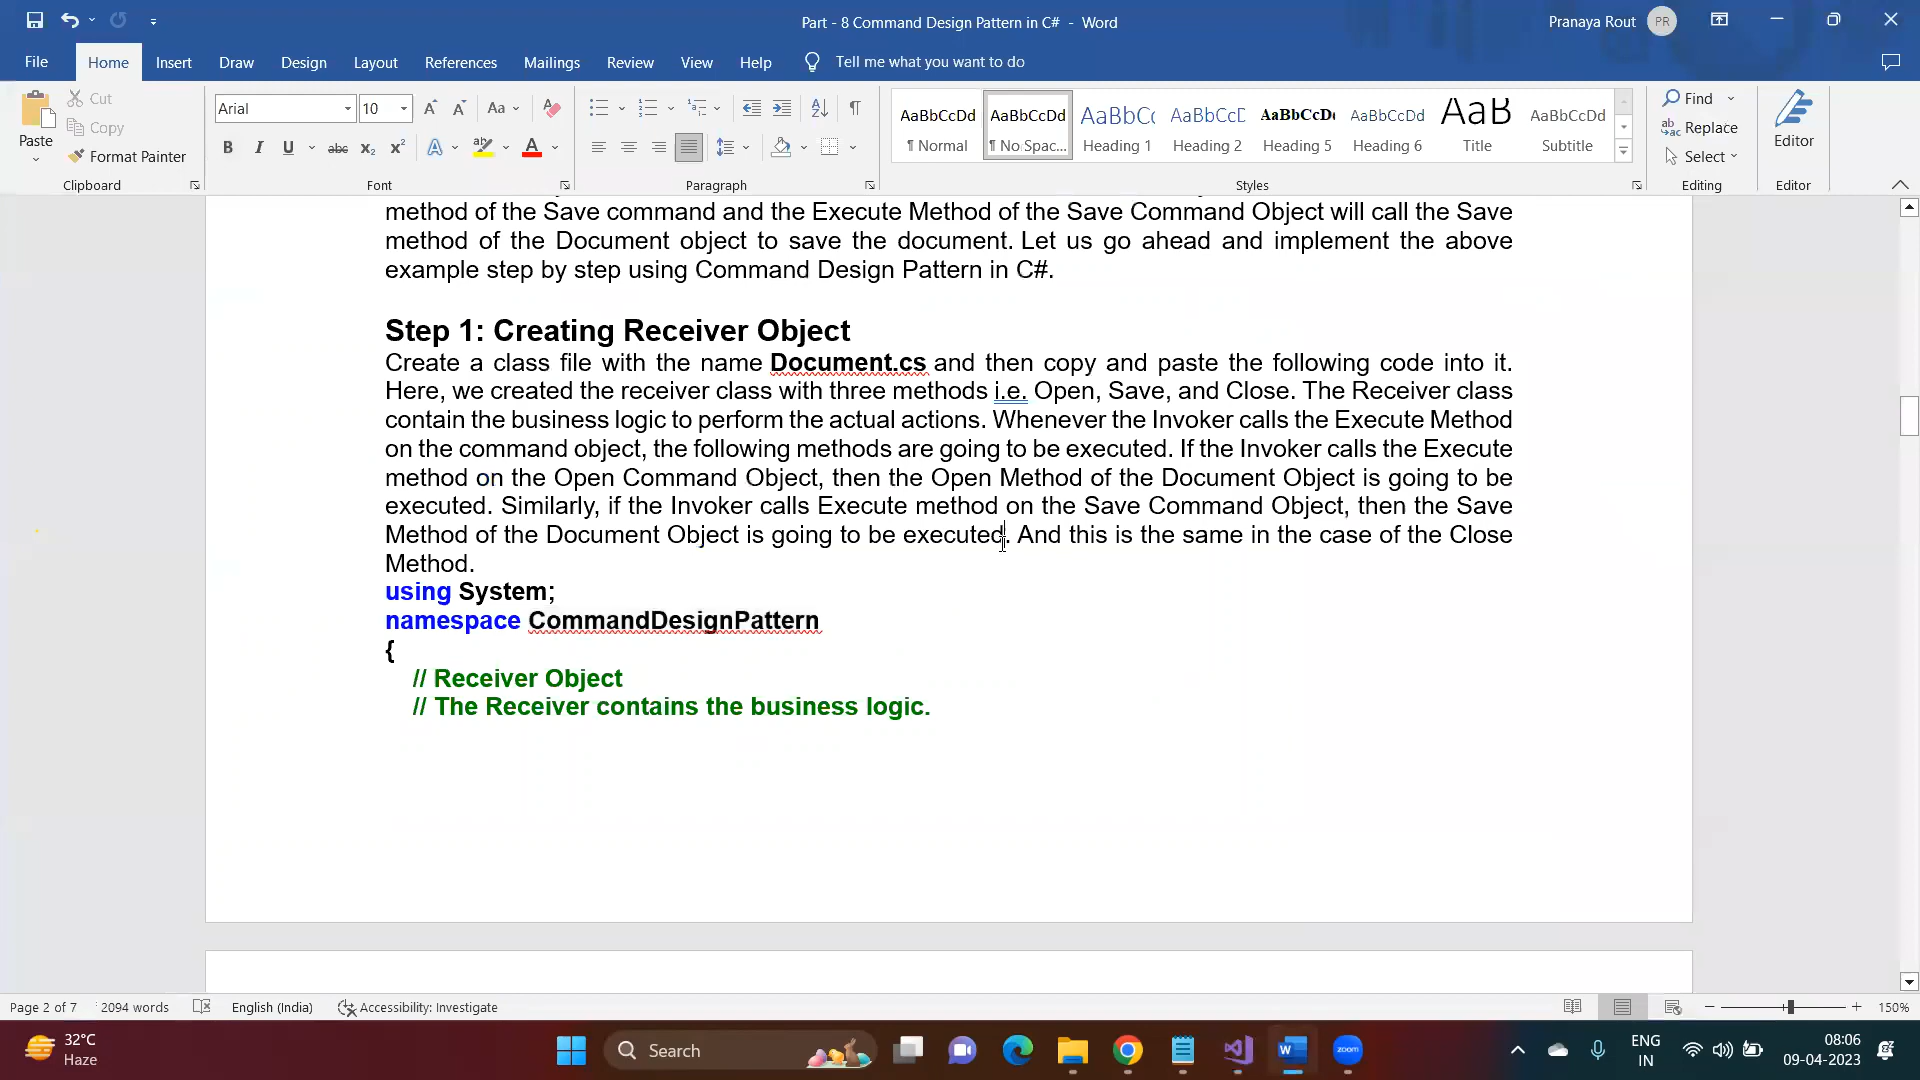 Part - 8 Command Design Pattern in C# - Word
Pranaya Rout
PR
File
Home
Insert
Draw
Design
Layout
References
Mailings
Review
View
Help
Tell me what you want to do
Paste
Cut
Copy
Format Painter
Clipboard
Arial
10
Font
Paragraph
AaBbCcDd
¶ Normal
AaBbCcDd
¶ No Spac...
AaBbCc
Heading 1
AaBbCcD
Heading 2
AaBbCcDd
Heading 5
AaBbCcDd
Heading 6
AaB
Title
AaBbCcDd
Subtitle
Styles
Find
Replace
Select
Editing
Editor
Editor
method of the Save command and the Execute Method of the Save Command Object will call the Save
method of the Document object to save the document. Let us go ahead and implement the above
example step by step using Command Design Pattern in C#.
Step 1: Creating Receiver Object
Create a class file with the name Document.cs and then copy and paste the following code into it.
Here, we created the receiver class with three methods i.e. Open, Save, and Close. The Receiver class
contain the business logic to perform the actual actions. Whenever the Invoker calls the Execute Method
on the command object, the following methods are going to be executed. If the Invoker calls the Execute
method on the Open Command Object, then the Open Method of the Document Object is going to be
executed. Similarly, if the Invoker calls Execute method on the Save Command Object, then the Save
Method of the Document Object is going to be executed. And this is the same in the case of the Close
Method.
using System;
namespace CommandDesignPattern
{
// Receiver Object
// The Receiver contains the business logic.
Page 2 of 7
2094 words
English (India)
Accessibility: Investigate
150%
32°C
Haze
Search
zoom
ENG
IN
08:06
09-04-2023